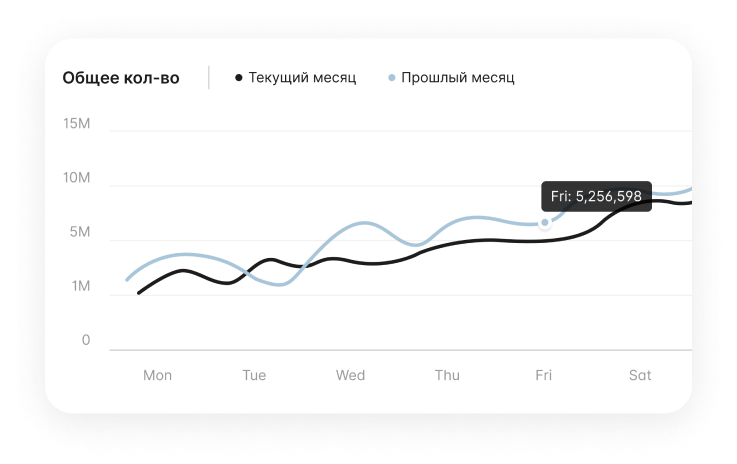 Общее кол-во
Текущий месяц
Прошлый месяц
15M
10M
5M
1M
0
Fri: 5,256,598
Mon Tue Wed Thu Fri Sat